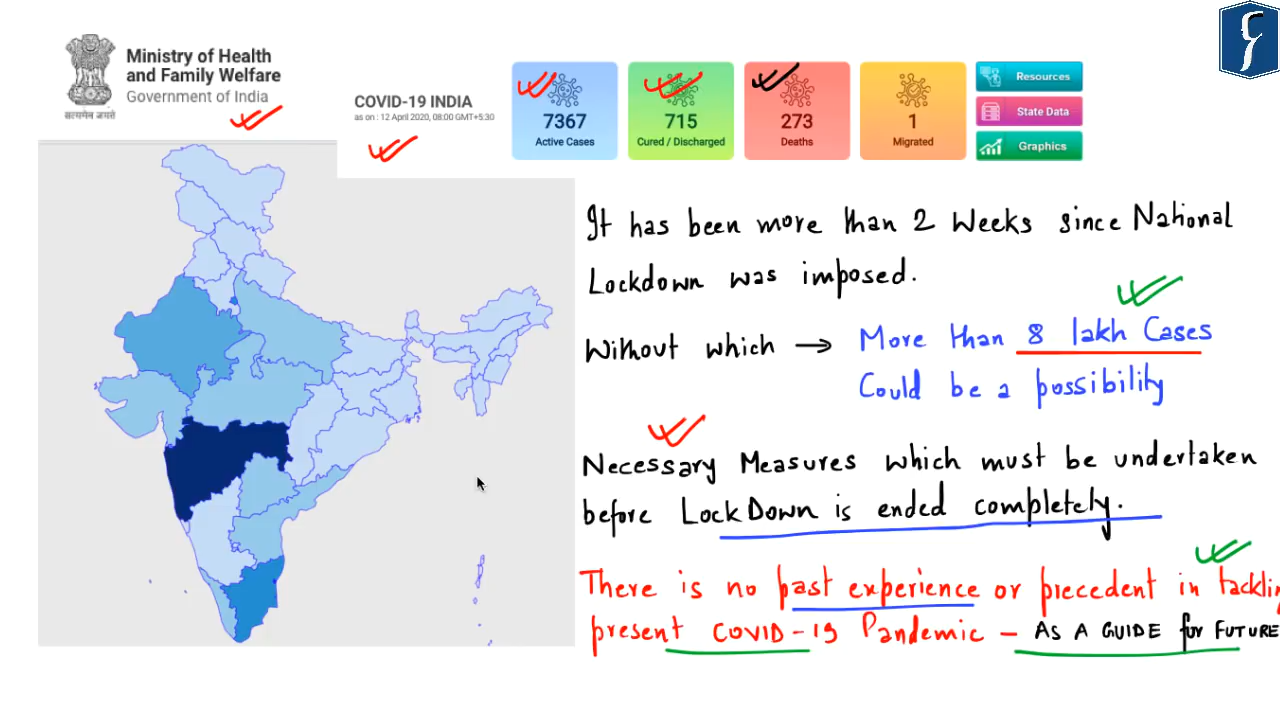 Ministry of Health
and Family Welfare
Government of India
सत्यमेव जयते
COVID-19 INDIA
as on : 12 April 2020, 08:00 GMT+5:30
7367
Active Cases
715
Cured / Discharged
273
Deaths
1
Migrated
Resources
State Data
Graphics
It has been more than 2 Weeks since National
Lockdown was imposed.
Without which → More than 8 lakh Cases
Could be a possibility
Necessary Measures which must be undertaken
before LockDown is ended completely.
There is no past experience or precedent in tacklin
present COVID-19 Pandemic – AS A GUIDE for FUTURE